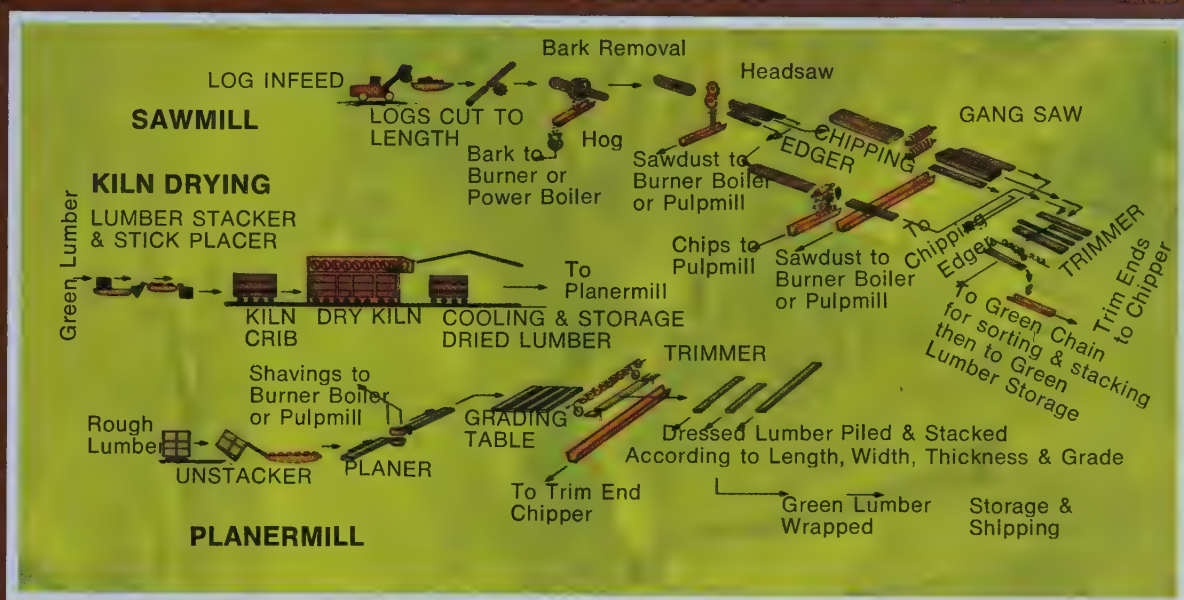 SAWMILL
LOG INFEED
LOGS CUT TO
LENGTH
Bark Removal
Hog
Bark to
Burner or
Power Boiler
Headsaw
Sawdust to
Burner Boiler
or Pulpmill
CHIPPING
EDGER
GANG SAW
Chips to
Pulpmill
Sawdust to
Burner Boiler
or Pulpmill
To
Chipping
Edger
TRIMMER
Trim Ends
to Chipper
To Green Chain
for sorting & stacking
then to Green
Lumber Storage
KILN DRYING
Green Lumber
LUMBER STACKER
& STICK PLACER
KILN
CRIB
DRY KILN
COOLING & STORAGE
DRIED LUMBER
To
Planermill
PLANERMILL
Rough
Lumber
UNSTACKER
Shavings to
Burner Boiler
or Pulpmill
PLANER
GRADING
TABLE
TRIMMER
To Trim End
Chipper
Dressed Lumber Piled & Stacked
According to Length, Width, Thickness & Grade
Green Lumber
Wrapped
Storage &
Shipping